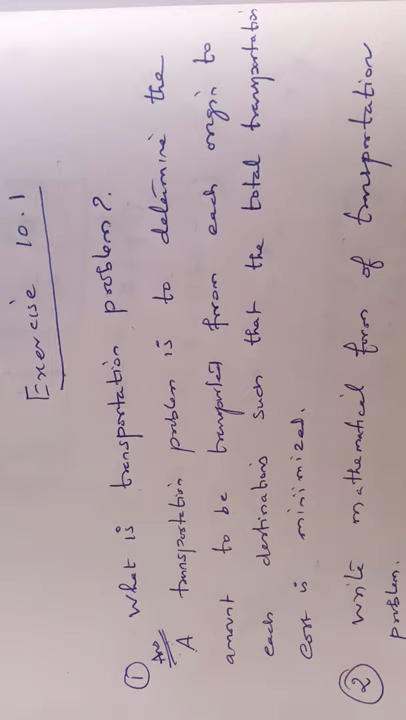 Exercise 10.1
① What is transportation problem?.
Ans
A transportation problem is to determine the
amount to be transported from each origin to
each destinations such that the total transportation
cost is minimized.
② Write mathematical form of transportation
problem.